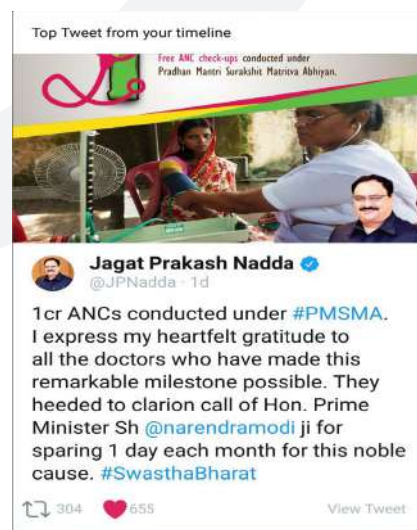 Top Tweet from your timeline
Free ANC check-ups conducted under
Pradhan Mantri Surakshit Matritva Abhiyan.
Jagat Prakash Nadda
@JPNadda · 1d
1cr ANCs conducted under #PMSMA.
I express my heartfelt gratitude to
all the doctors who have made this
remarkable milestone possible. They
heeded to clarion call of Hon. Prime
Minister Sh @narendramodi ji for
sparing 1 day each month for this noble
cause. #SwasthaBharat
304 655 View Tweet